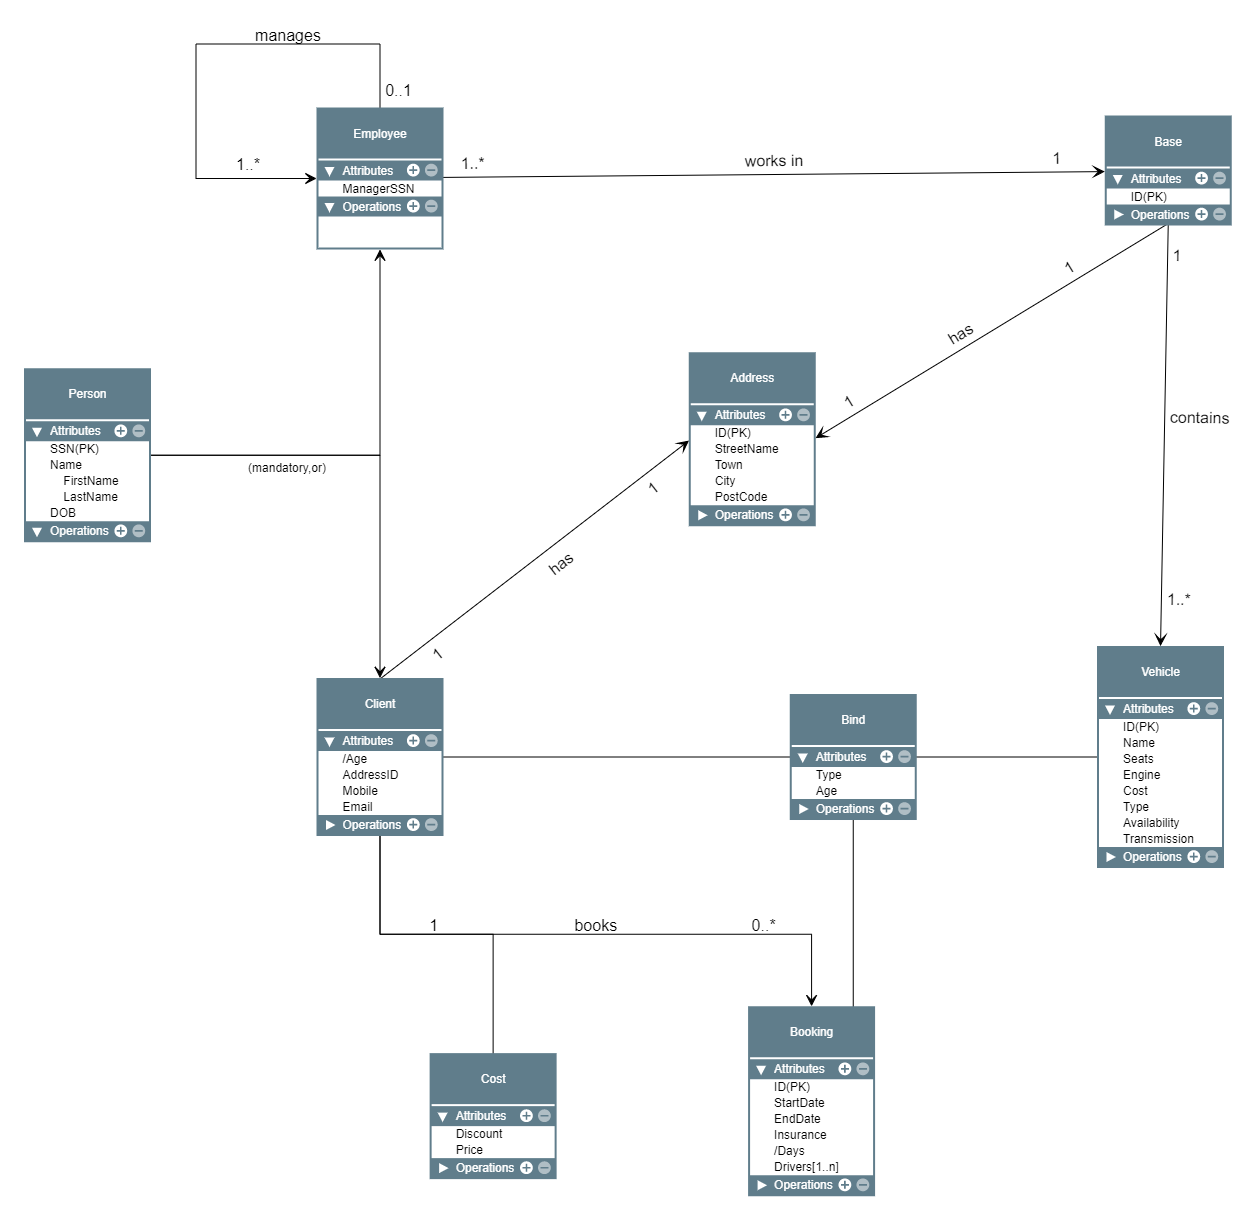 manages
0..1
Employee
1..*
Attributes
ManagerSSN
Operations
1..*
works in
1
Base
Attributes
ID(PK)
Operations
1
has
1
1
contains
1..*
Person
Attributes
SSN(PK)
Name
FirstName
LastName
DOB
Operations
(mandatory,or)
Address
Attributes
ID(PK)
StreetName
Town
City
PostCode
Operations
1
has
1
Client
Attributes
/Age
AddressID
Mobile
Email
Operations
Bind
Attributes
Type
Age
Operations
Vehicle
Attributes
ID(PK)
Name
Seats
Engine
Cost
Type
Availability
Transmission
Operations
1
books
0..*
Cost
Attributes
Discount
Price
Operations
Booking
Attributes
ID(PK)
StartDate
EndDate
Insurance
/Days
Drivers[1..n]
Operations